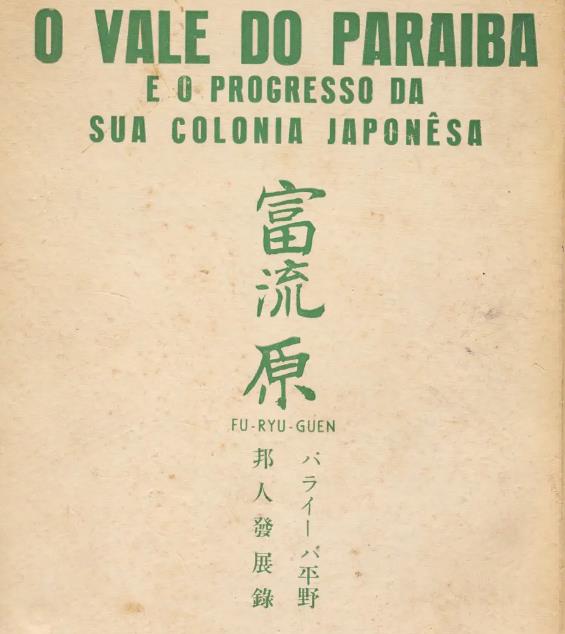 O VALE DO PARAIBA
E O PROGRESSO DA
SUA COLONIA JAPONÊSA
富流原
FU-RYU-GUEN
パライーバ平野
邦人發展錄